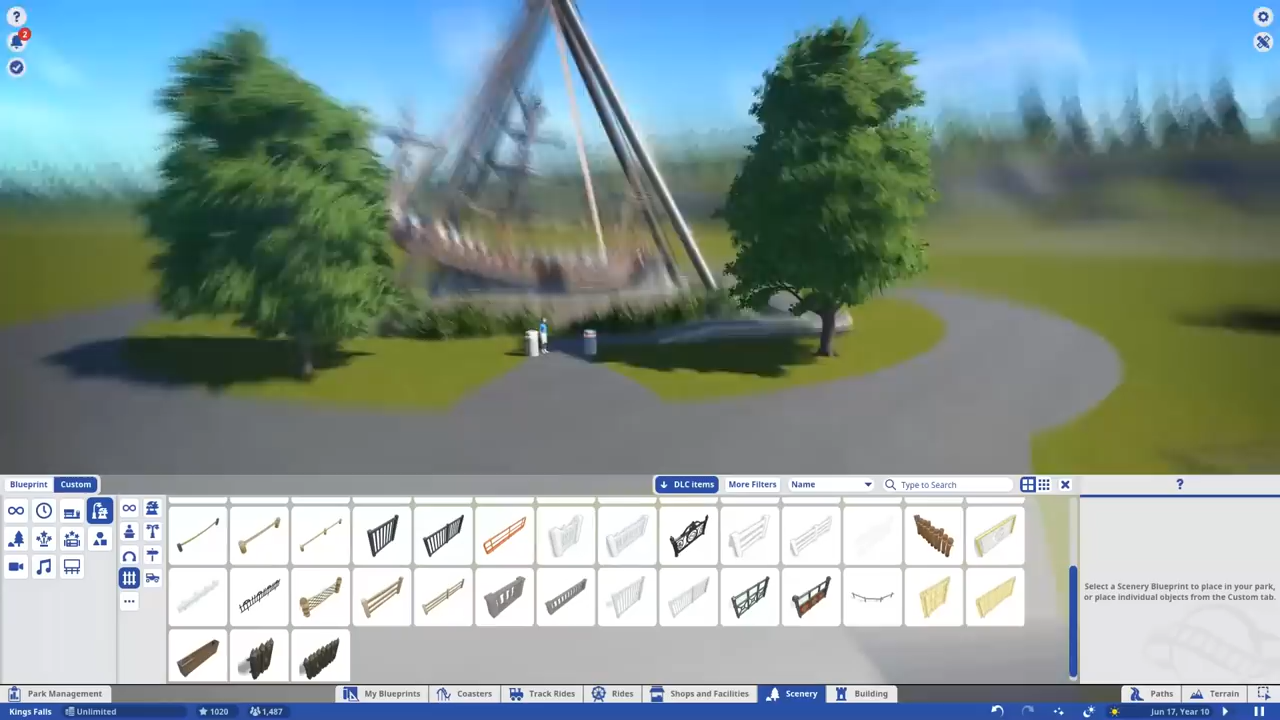 ?
2
Blueprint Custom
DLC items More Filters Name Type to Search
?
Select a Scenery Blueprint to place in your park,
or place individual objects from the Custom tab.
Park Management My Blueprints Coasters Track Rides Rides Shops and Facilities Scenery Building Paths Terrain
Kings Falls Unlimited 1020 1,487 Jun 17, Year 10